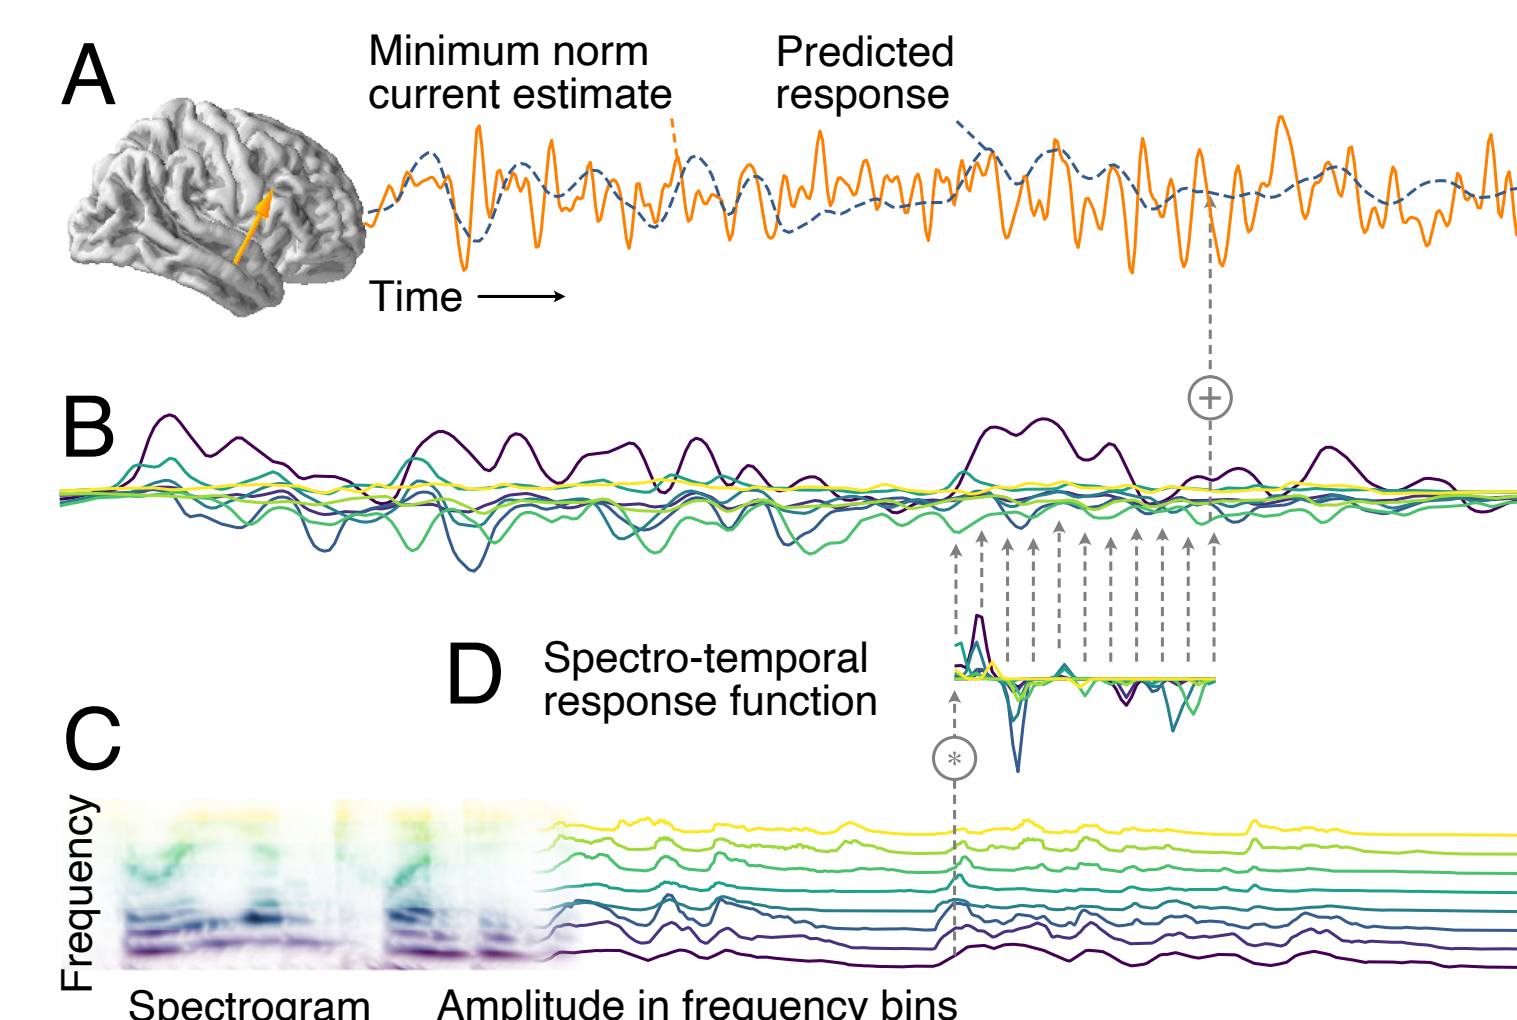 A
Minimum norm
current estimate
Predicted
response
Time
+
B
D
Spectro-temporal
response function
C
*
Frequency
Spectrogram
Amplitude in frequency bins